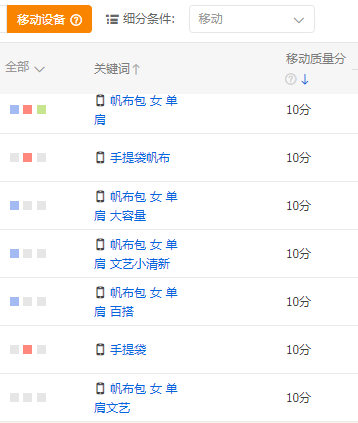 移动设备 细分条件: 移动
全部 关键词 移动质量分
帆布包 女 单 10分
肩
手提袋帆布 10分
帆布包 女 单 10分
肩 大容量
帆布包 女 单 10分
肩 文艺小清新
帆布包 女 单 10分
肩 百搭
手提袋 10分
帆布包 女 单 10分
肩文艺